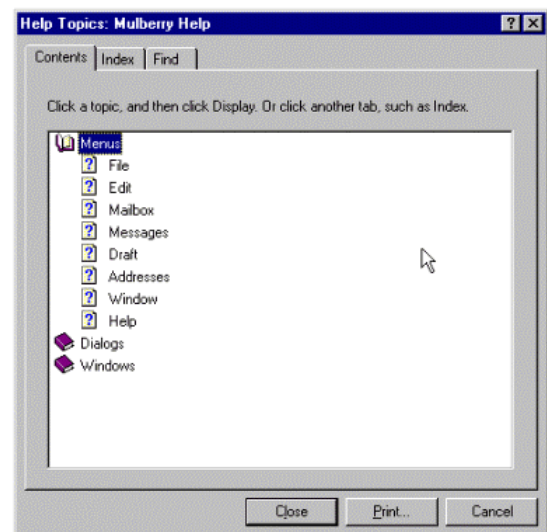 Help Topics: Mulberry Help
Contents Index Find
Click a topic, and then click Display. Or click another tab, such as Index.
Menus
File
Edit
Mailbox
Messages
Draft
Addresses
Window
Help
Dialogs
Windows
Close Print... Cancel